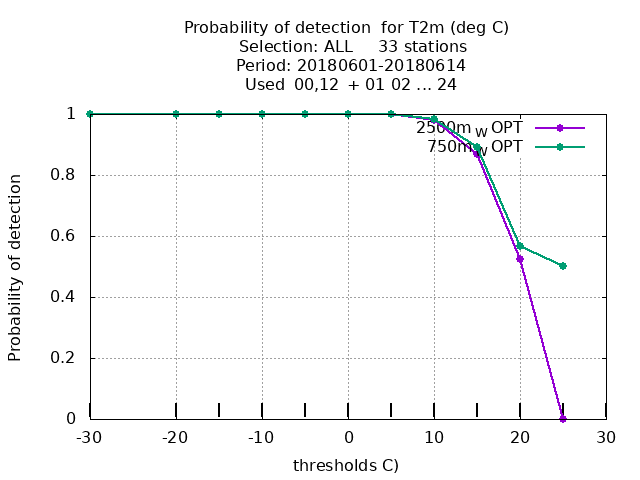 Probability of detection for T2m (deg C)
Selection: ALL 33 stations
Period: 20180601-20180614
Used 00,12 + 01 02 ... 24
2500m W OPT
750m W OPT
Probability of detection
1
0.8
0.6
0.4
0.2
0
-30 -20 -10 0 10 20 30
thresholds C)